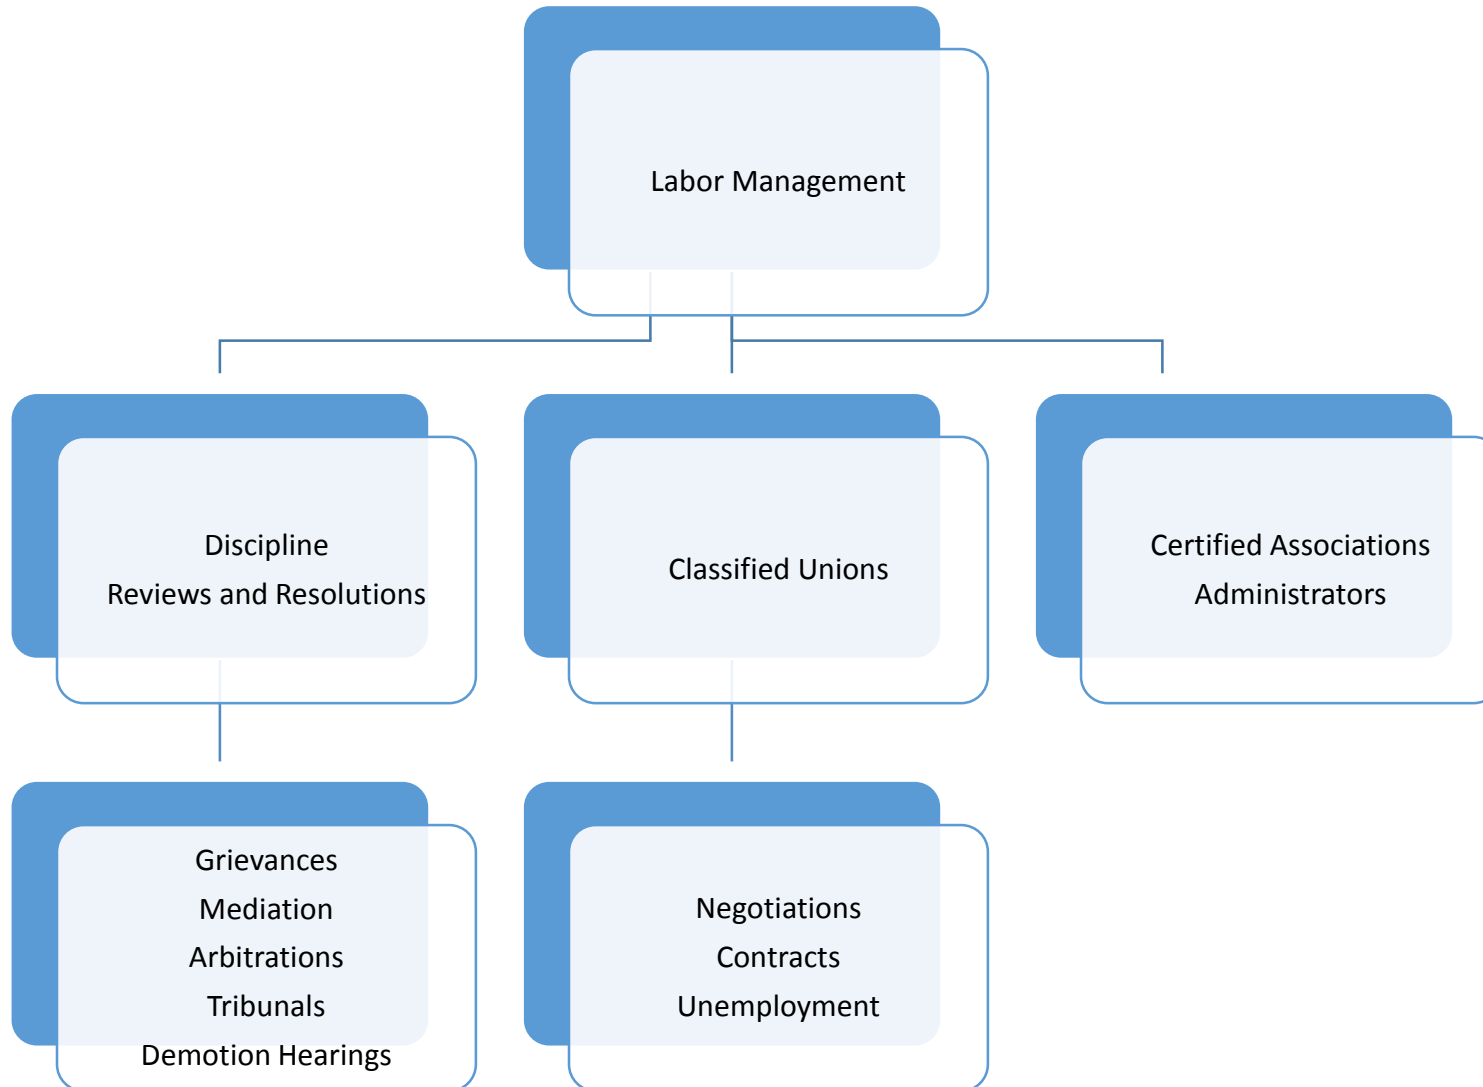 Labor Management
Discipline
Reviews and Resolutions
Classified Unions
Certified Associations
Administrators
Grievances
Mediation
Arbitrations
Tribunals
Demotion Hearings
Negotiations
Contracts
Unemployment